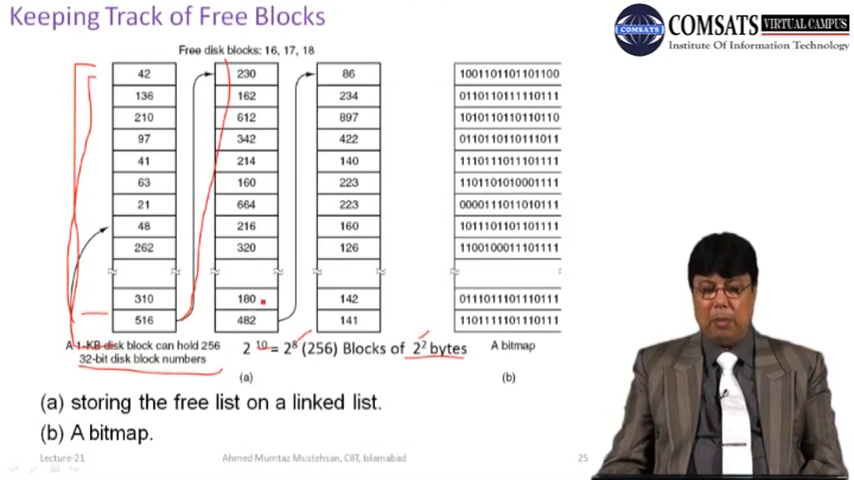 Keeping Track of Free Blocks
COMSATS VIRTUAL CAMPUS
Institute Of Information Technology
Free disk blocks: 16, 17, 18
42 230 86 1001101101101100
136 162 234 0110110111110111
210 612 897 1010110110110110
97 342 422 0110110110111011
41 214 140 1110111011101111
63 160 223 1101101010001111
21 664 223 0000111011010111
48 216 160 1011101101101111
262 320 126 1100100011101111
310 180 142 0111011101110111
516 482 141 1101111101110111
A 1-KB disk block can hold 256
32-bit disk block numbers
2 10 = 2 8 (256) Blocks of 2 2 bytes
A bitmap
(a) (b)
(a) storing the free list on a linked list.
(b) A bitmap.
Lecture-21 Ahmed Mumtaz Mustehsan, CIIT, Islamabad 25